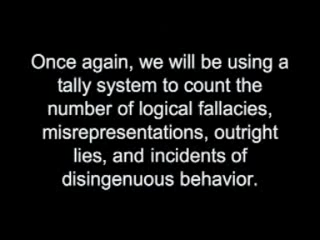 Once again, we will be using a
tally system to count the
number of logical fallacies,
misrepresentations, outright
lies, and incidents of
disingenuous behavior.